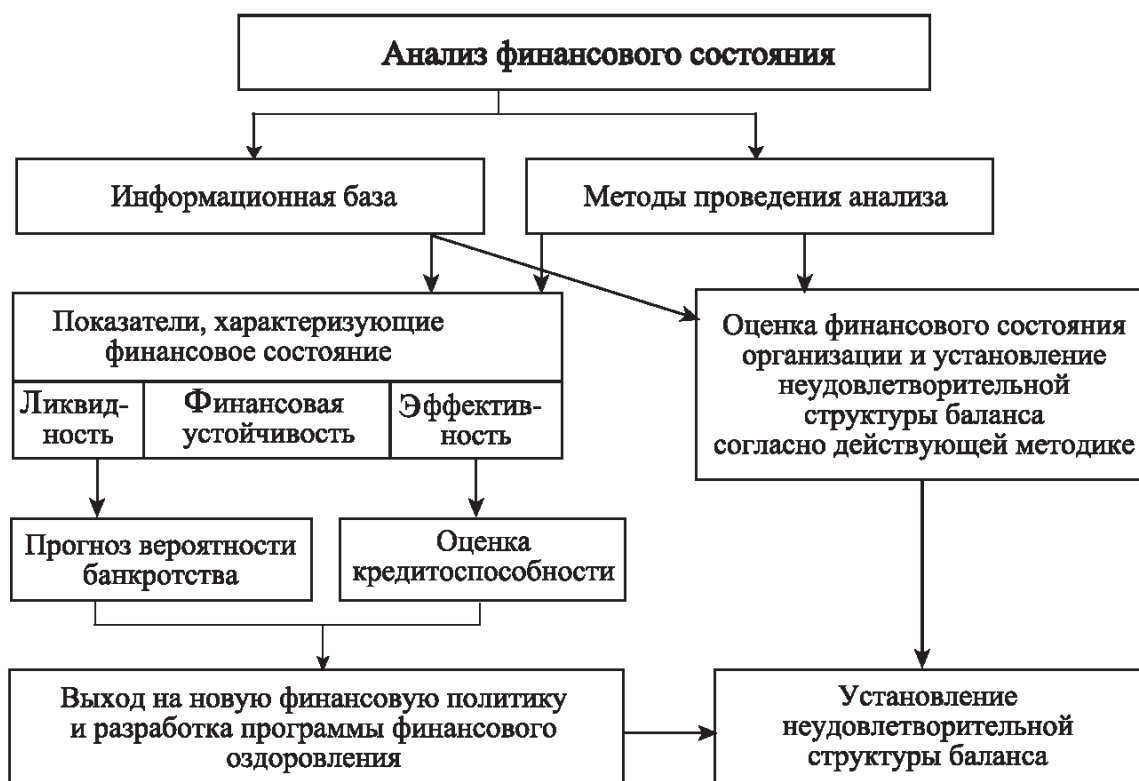 Анализ финансового состояния
Информационная база
Методы проведения анализа
Показатели, характеризующие
финансовое состояние
Ликвид-
ность
Финансовая
устойчивость
Эффектив-
ность
Оценка финансового состояния
организации и установление
неудовлетворительной
структуры баланса
согласно действующей методике
Прогноз вероятности
банкротства
Оценка
кредитоспособности
Выход на новую финансовую политику
и разработка программы финансового
оздоровления
Установление
неудовлетворительной
структуры баланса